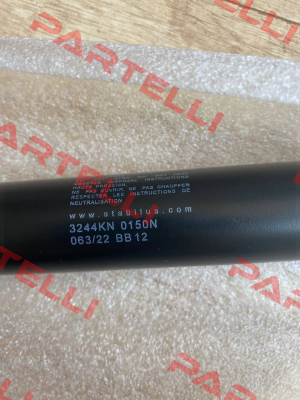 PARTELLI
HAUTE PRESSION,
NE PAS OUVRIR, NE PAS CHAUFFER
RESPECTER LES INSTRUCTIONS DE
NEUTRALISATION
www.stabilus.com
3244KN 0150N
063/22 BB12
PARTELLI
PARTELLI